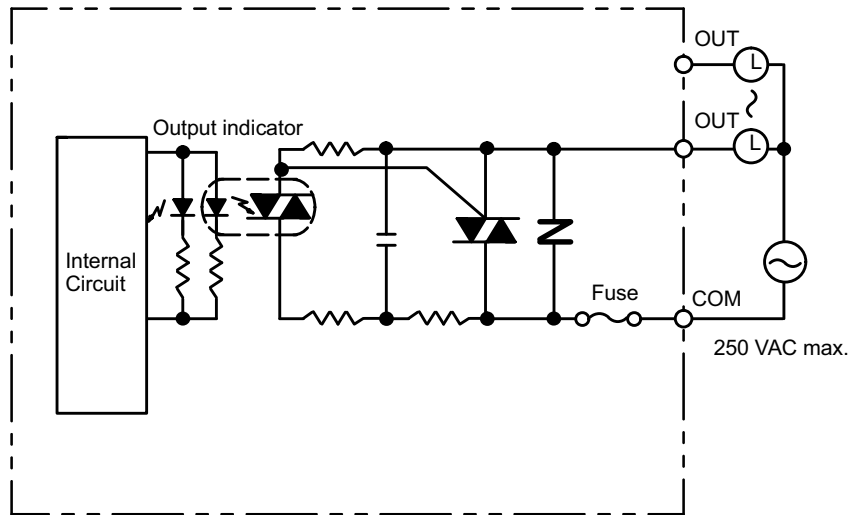 OUT
L
OUT
L
Output indicator
Internal
Circuit
Fuse
COM
250 VAC max.